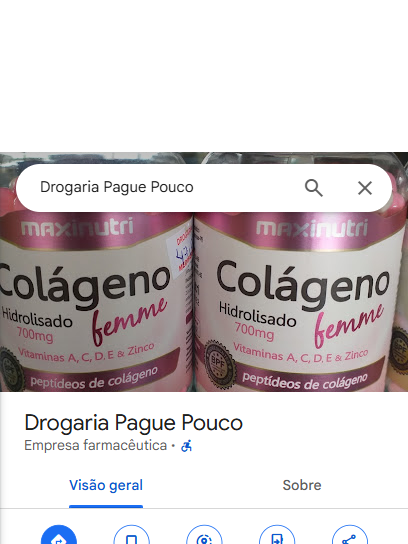 Drogaria Pague Pouco
maxinutri
Colágeno
Hidrolisado
femme
700mg
Vitaminas A, C, D, E & Zinco
peptídeos de colágeno
maxinutri
Colágeno
Hidrolisado
femme
700mg
Vitaminas A, C, D, E & Zinco
peptídeos de colágeno
Drogaria Pague Pouco
Empresa farmacêutica ·
Visão geral
Sobre